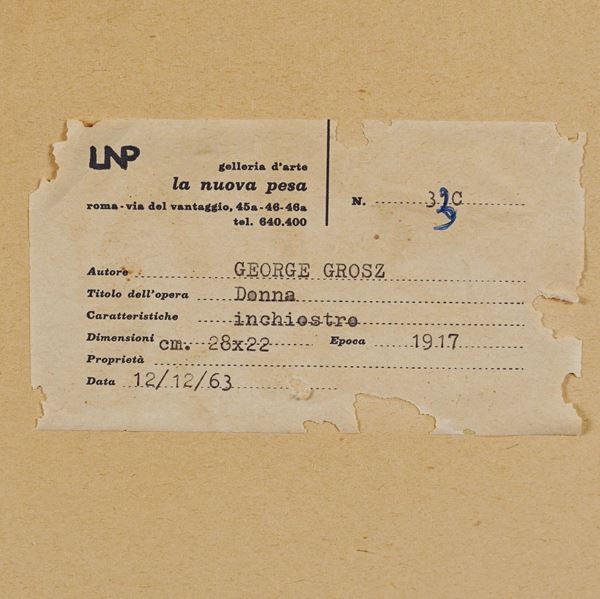 LNP
galleria d'arte
la nuova pesa
roma - via del vantaggio, 45a - 46 - 46a
tel. 640.400
N.
Autore GEORGE GROSZ
Titolo dell'opera Donna
Caratteristiche inchiostro
Dimensioni cm. 28x22 Epoca 1917
Proprietà
Data 12/12/63